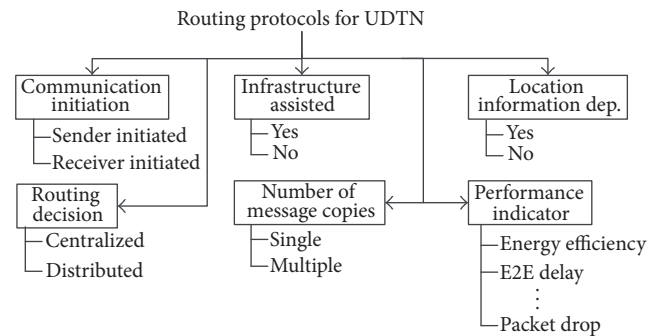 Routing protocols for UDTN
Communication
initiation
Sender initiated
Receiver initiated
Infrastructure
assisted
Yes
No
Location
information dep.
Yes
No
Routing
decision
Centralized
Distributed
Number of
message copies
Single
Multiple
Performance
indicator
Energy efficiency
E2E delay
⋮
Packet drop